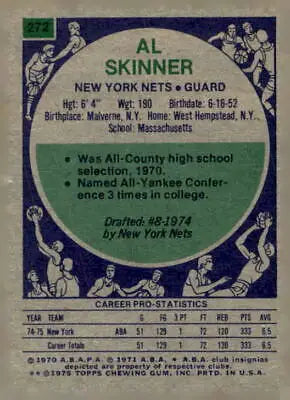 272
AL
SKINNER
NEW YORK NETS • GUARD
Hgt: 6' 4" Wgt: 190 Birthdate: 6-16-52
Birthplace: Malverne, N.Y. Home: West Hempstead, N.Y.
School: Massachusetts
• Was All-County high school
selection, 1970.
• Named All-Yankee Confer-
ence 3 times in college.
Drafted: #8-1974
by New York Nets
CAREER PRO-STATISTICS
YEAR TEAM G FG 3 PT FT REB PTS AVG
74-75 New York ABA 51 129 1 72 120 333 6.5
Career Totals 51 129 1 72 120 333 6.5
© 1970 A.B.A.P.A. © 1971 A.B.A. • A.B.A. club insignias
depicted are property of respective clubs.
** © 1975 TOPPS CHEWING GUM, INC. PRTD. IN U.S.A.